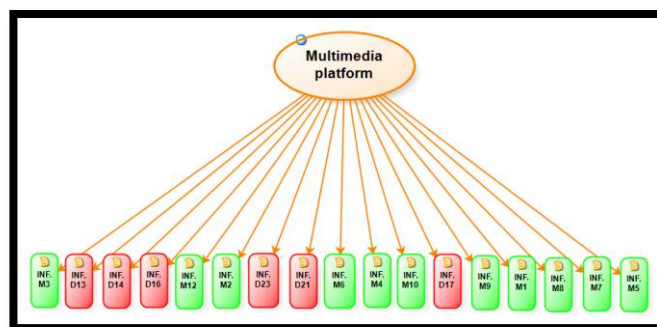 Multimedia
platform
INF.
M3
INF.
D13
INF.
D14
INF.
D16
INF.
M12
INF.
M2
INF.
D23
INF.
D21
INF.
M6
INF.
M4
INF.
M10
INF.
D17
INF.
M9
INF.
M1
INF.
M8
INF.
M7
INF.
M5